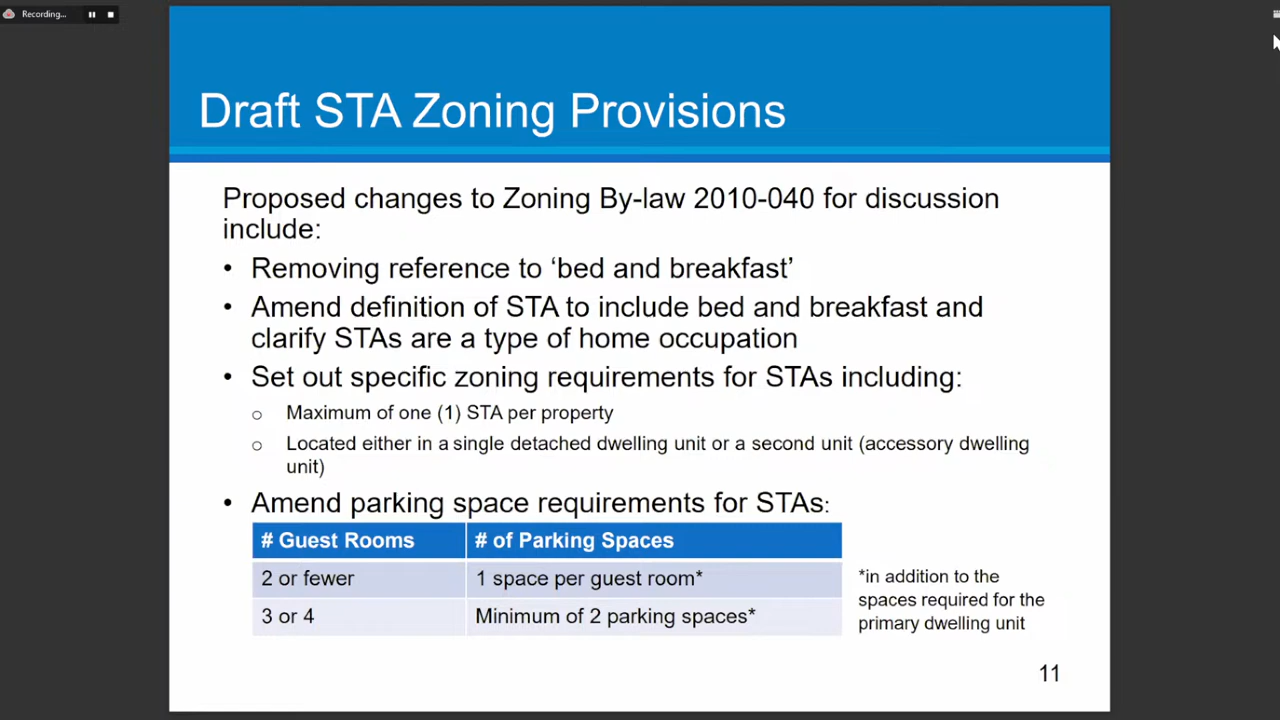 Recording...
Draft STA Zoning Provisions
Proposed changes to Zoning By-law 2010-040 for discussion
include:
• Removing reference to ‘bed and breakfast’
• Amend definition of STA to include bed and breakfast and
clarify STAs are a type of home occupation
• Set out specific zoning requirements for STAs including:
o Maximum of one (1) STA per property
o Located either in a single detached dwelling unit or a second unit (accessory dwelling
unit)
• Amend parking space requirements for STAs:
# Guest Rooms # of Parking Spaces
2 or fewer 1 space per guest room*
3 or 4 Minimum of 2 parking spaces*
*in addition to the
spaces required for the
primary dwelling unit
11